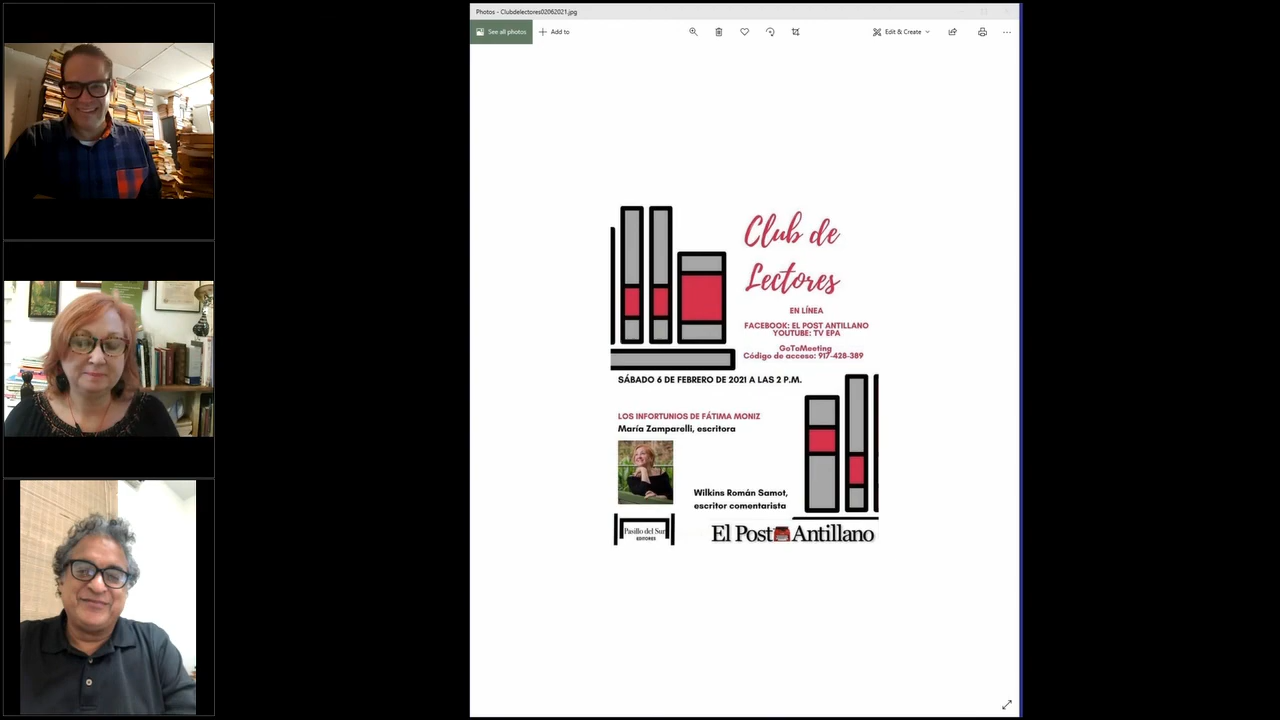 Photos - Clubdelectores02062021.jpg
See all photos
Add to
Edit & Create
Club de
Lectores
EN LÍNEA
FACEBOOK: EL POST ANTILLANO
YOUTUBE: TV EPA
GoToMeeting
Código de acceso: 917-428-389
SÁBADO 6 DE FEBRERO DE 2021 A LAS 2 P.M.
LOS INFORTUNIOS DE FÁTIMA MONIZ
María Zamparelli, escritora
Wilkins Román Samot,
escritor comentarista
Pasillo del Sur
EDITORES
El Post Antillano